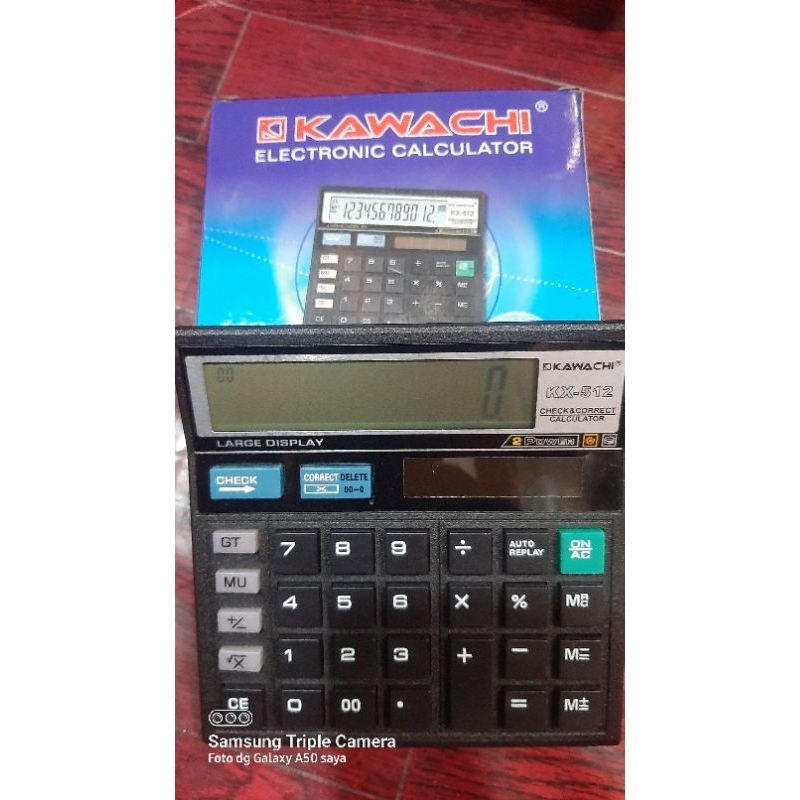 KAWACHI®
ELECTRONIC CALCULATOR
123456789012.
KX-512
00 0.
KAWACHI®
KX-512
CHECK&CORRECT
CALCULATOR
LARGE DISPLAY
2 POWER
CHECK →
CORRECT DELETE
00→0
GT 7 8 9 ÷ AUTO REPLAY ON AC
MU 4 5 6 × %
+/− 1 2 3 + −
√X
CE 0 00 . = M±
Samsung Triple Camera
Foto dg Galaxy A50 saya